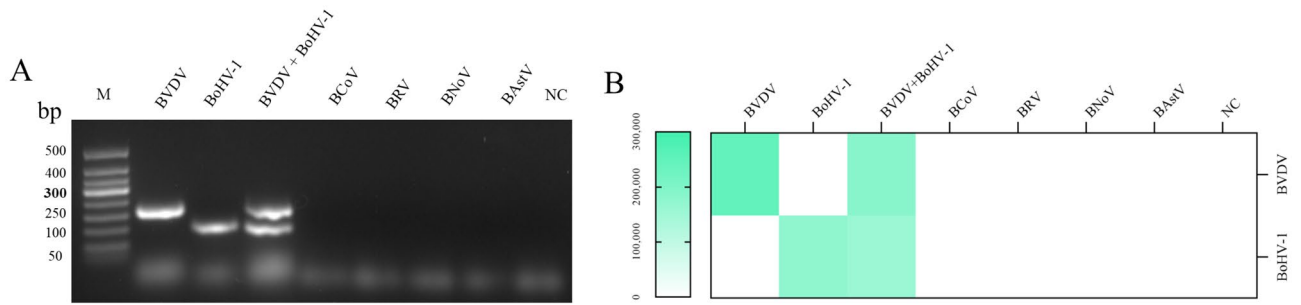 A
bp
M
BVDV
BoHV-1
BVDV + BoHV-1
BCoV
BRV
BNoV
BAstV
NC
500
400
300
250
100
50
B
BVDV
BoHV-1
BVDV+BoHV-1
BCoV
BRV
BNoV
BAstV
NC
300,000
200,000
100,000
0
BVDV
BoHV-1